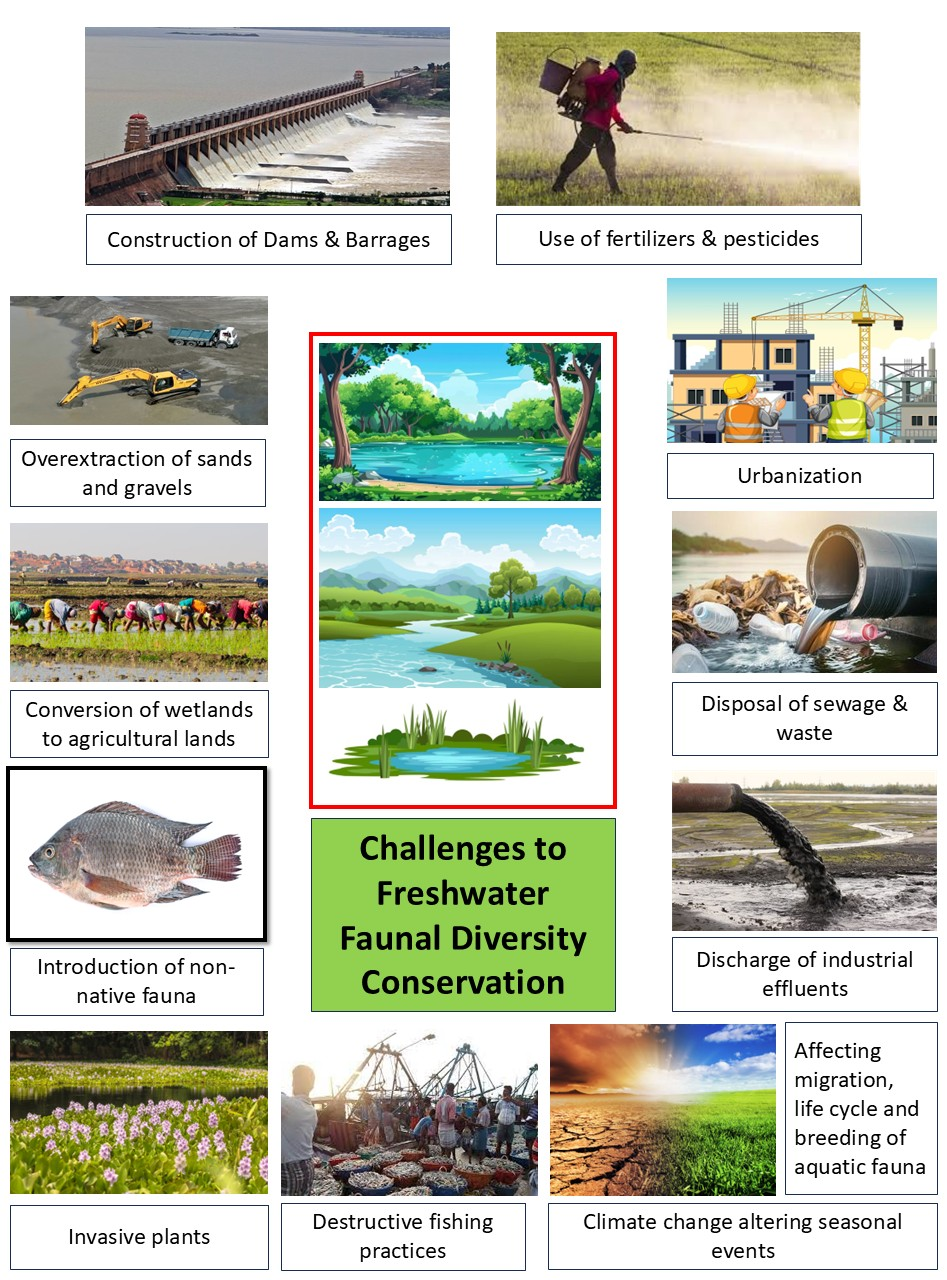 Construction of Dams & Barrages
Use of fertilizers & pesticides
Overextraction of sands
and gravels
Urbanization
Conversion of wetlands
to agricultural lands
Disposal of sewage &
waste
Challenges to
Freshwater
Faunal Diversity
Conservation
Introduction of non-
native fauna
Discharge of industrial
effluents
Affecting
migration,
life cycle and
breeding of
aquatic fauna
Invasive plants
Destructive fishing
practices
Climate change altering seasonal
events